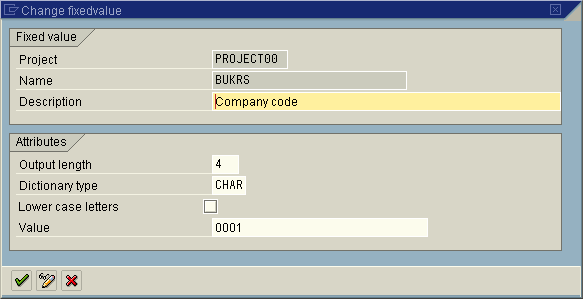 Change fixedvalue
Fixed value
Project PROJECT00
Name BUKRS
Description Company code
Attributes
Output length 4
Dictionary type CHAR
Lower case letters
Value 0001